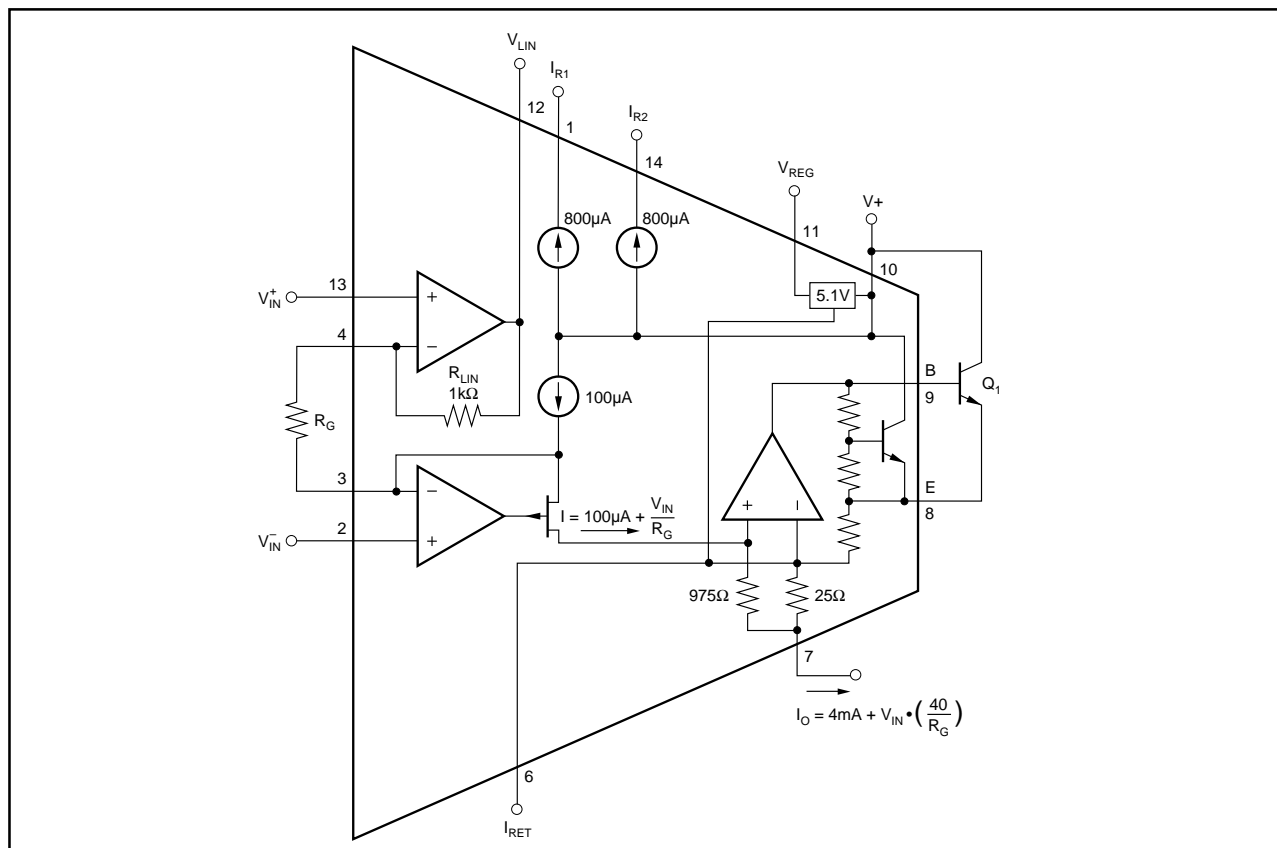 V_LIN
I_R1
12
1
I_R2
14
V_REG
V+
11
800µA
800µA
10
13
V_IN^+
+
5.1V
4
−
R_LIN
1kΩ
100µA
B
Q_1
9
R_G
3
−
E
8
+ −
I = 100µA + V_IN/R_G
2
V_IN^−
+
975Ω
25Ω
7
I_O = 4mA + V_IN • (40/R_G)
6
I_RET